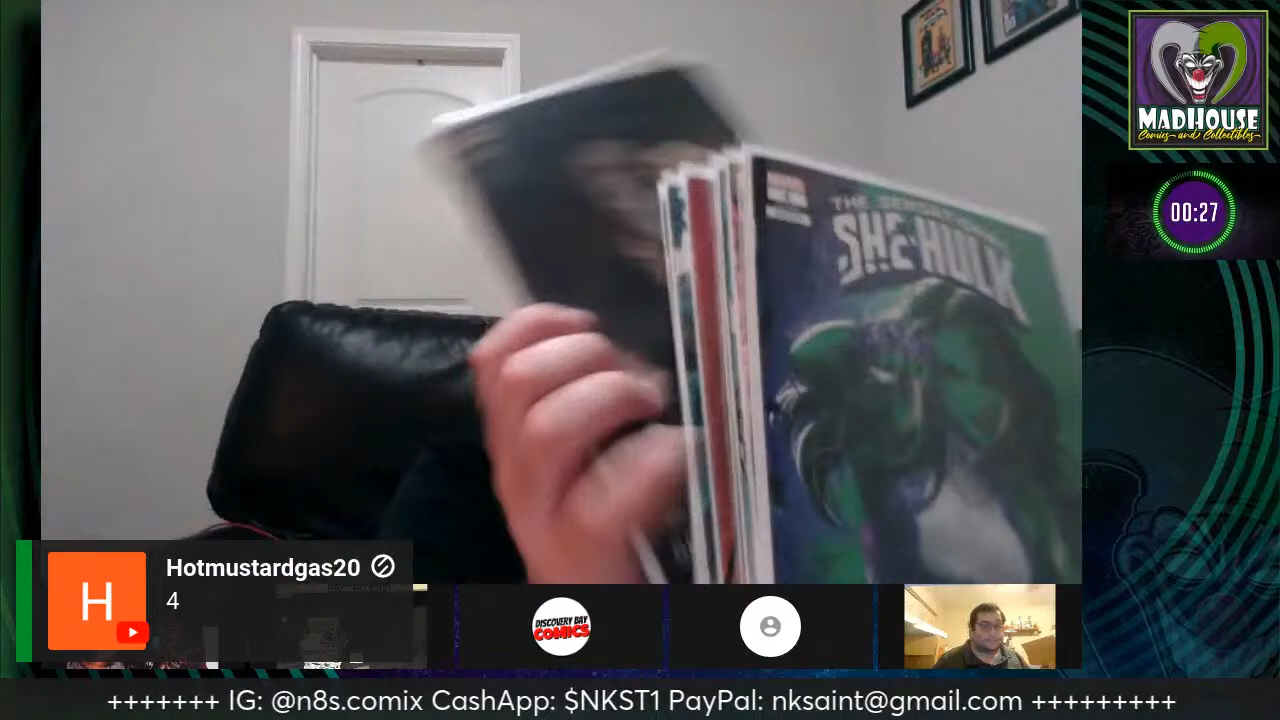 THE SENSATIONAL
SHE-HULK
MADHOUSE
Comics and Collectibles
00:27
H
Hotmustardgas20
4
DISCOVERY BAY
COMICS
+++++++ IG: @n8s.comix CashApp: $NKST1 PayPal: nksaint@gmail.com +++++++++